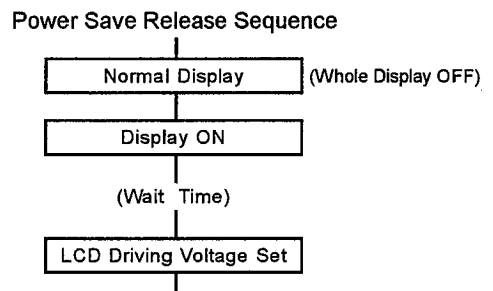 Power Save Release Sequence
Normal Display (Whole Display OFF)
Display ON
(Wait Time)
LCD Driving Voltage Set